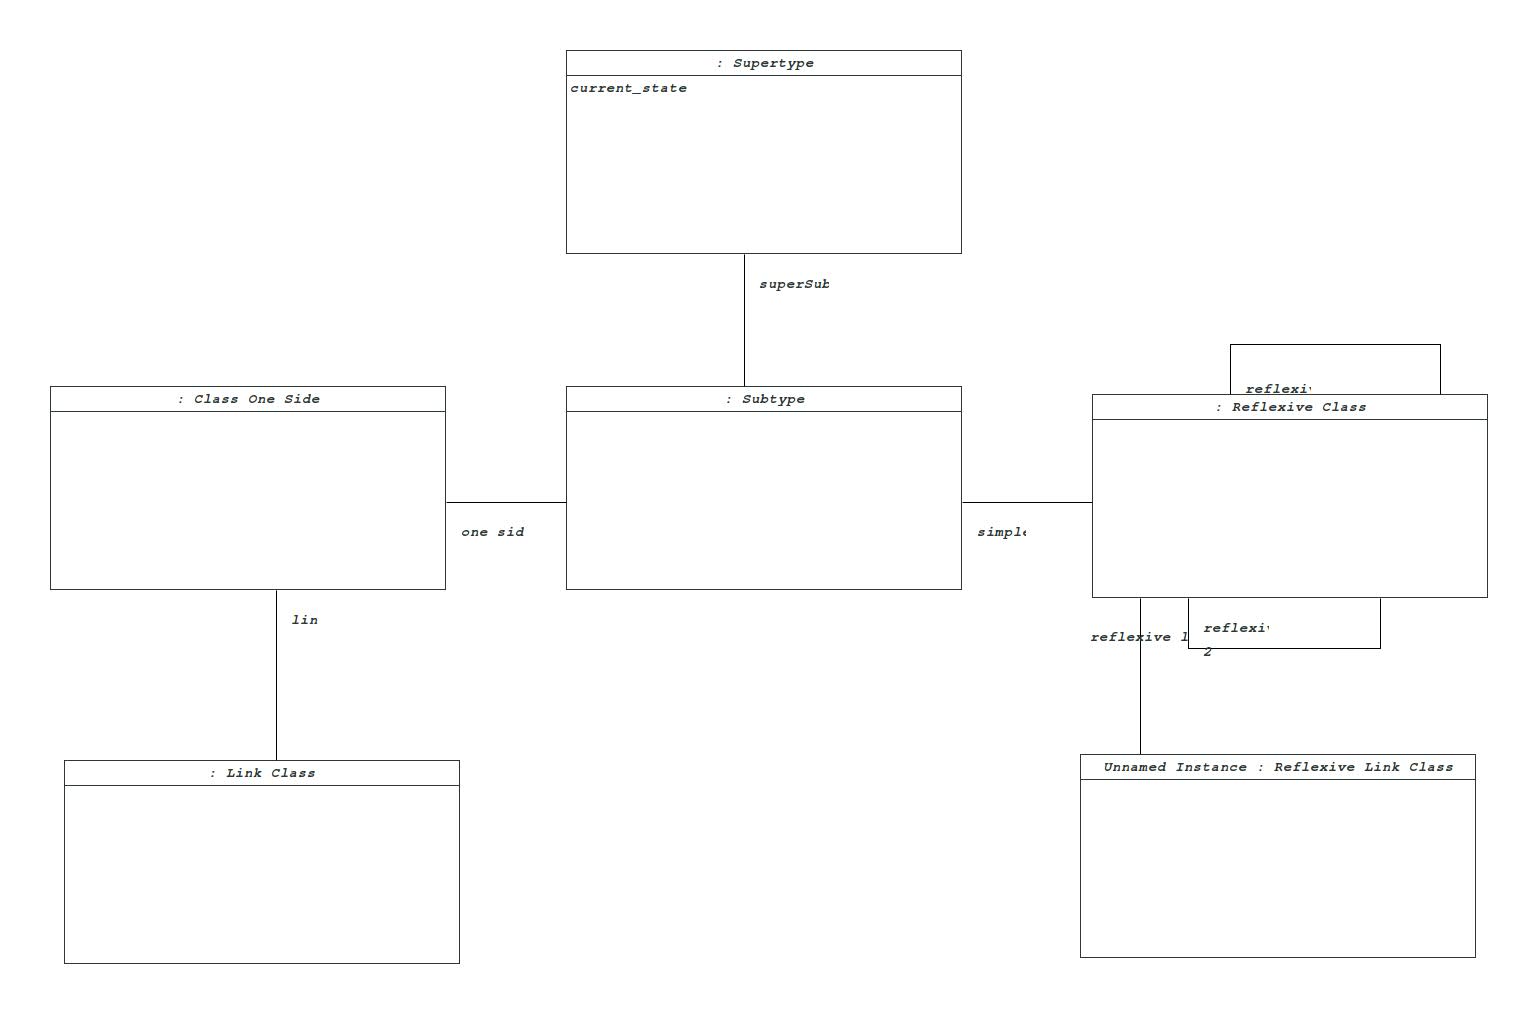 : Supertype
current_state
superSub
: Class One Side
: Subtype
reflexi
: Reflexive Class
one sid
simple
lin
reflexive l
reflexi
2
: Link Class
Unnamed Instance : Reflexive Link Class